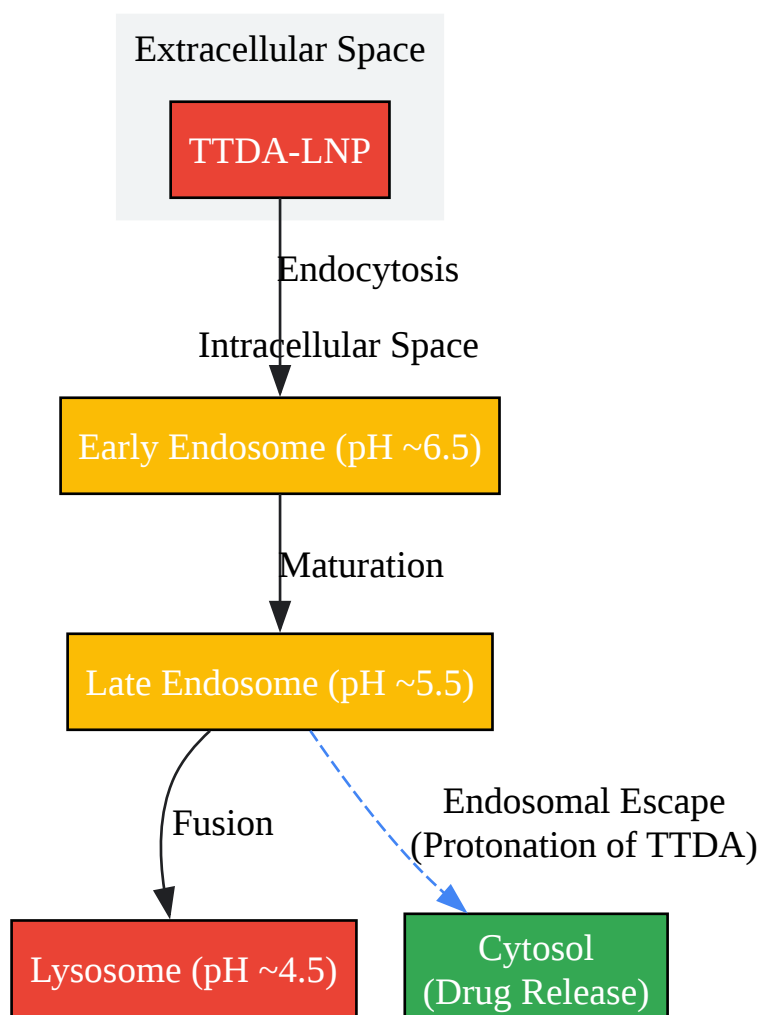 Extracellular Space
TTDA-LNP
Endocytosis
Intracellular Space
Early Endosome (pH ~6.5)
Maturation
Late Endosome (pH ~5.5)
Fusion
Endosomal Escape
(Protonation of TTDA)
Lysosome (pH ~4.5)
Cytosol
(Drug Release)